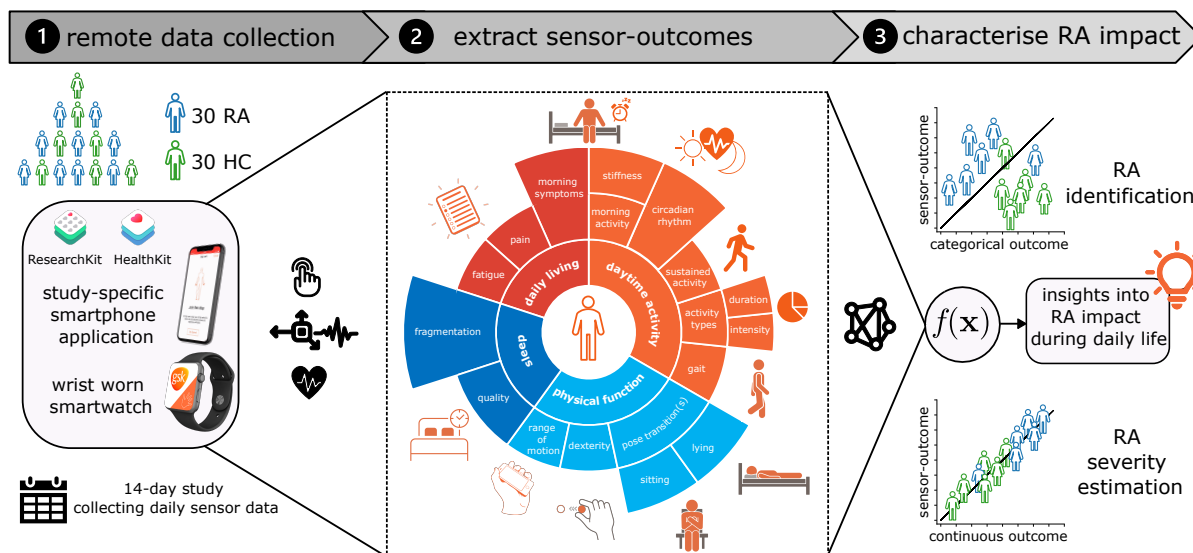 1 remote data collection
2 extract sensor-outcomes
3 characterise RA impact
30 RA
30 HC
ResearchKit
HealthKit
study-specific
smartphone
application
gsk
wrist worn
smartwatch
14-day study
collecting daily sensor data
daily living
morning
symptoms
pain
fatigue
daytime activity
stiffness
morning
activity
circadian
rhythm
sustained
activity
activity
types
duration
intensity
gait
physical function
pose transition(s)
lying
sitting
dexterity
range
of
motion
sleep
quality
fragmentation
sensor-outcome
categorical outcome
RA
identification
f(x)
insights into
RA impact
during daily life
sensor-outcome
continuous outcome
RA
severity
estimation